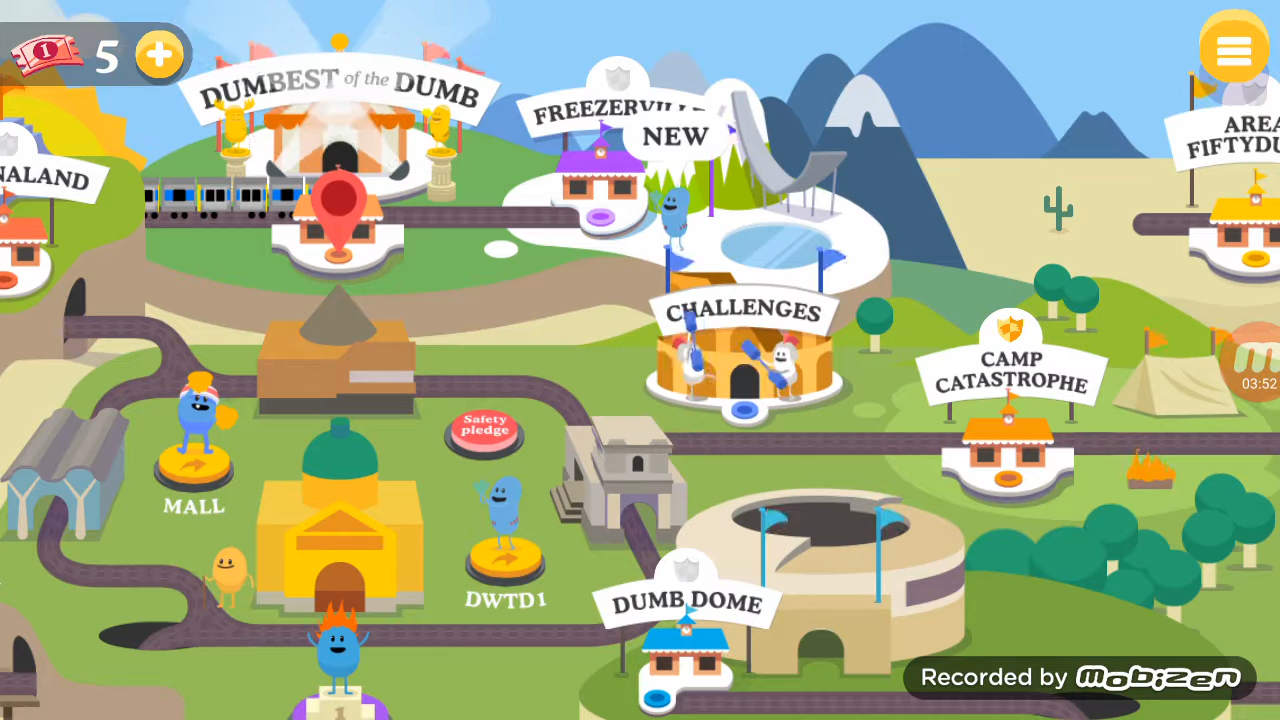 I 5 +
DUMBEST of the DUMB
FREEZERVILLE
NEW
NALAND
AREA
FIFTYDU
CHALLENGES
CAMP
CATASTROPHE
03:52
Safety
pledge
MALL
DWTD1
DUMB DOME
1
Recorded by mobizen